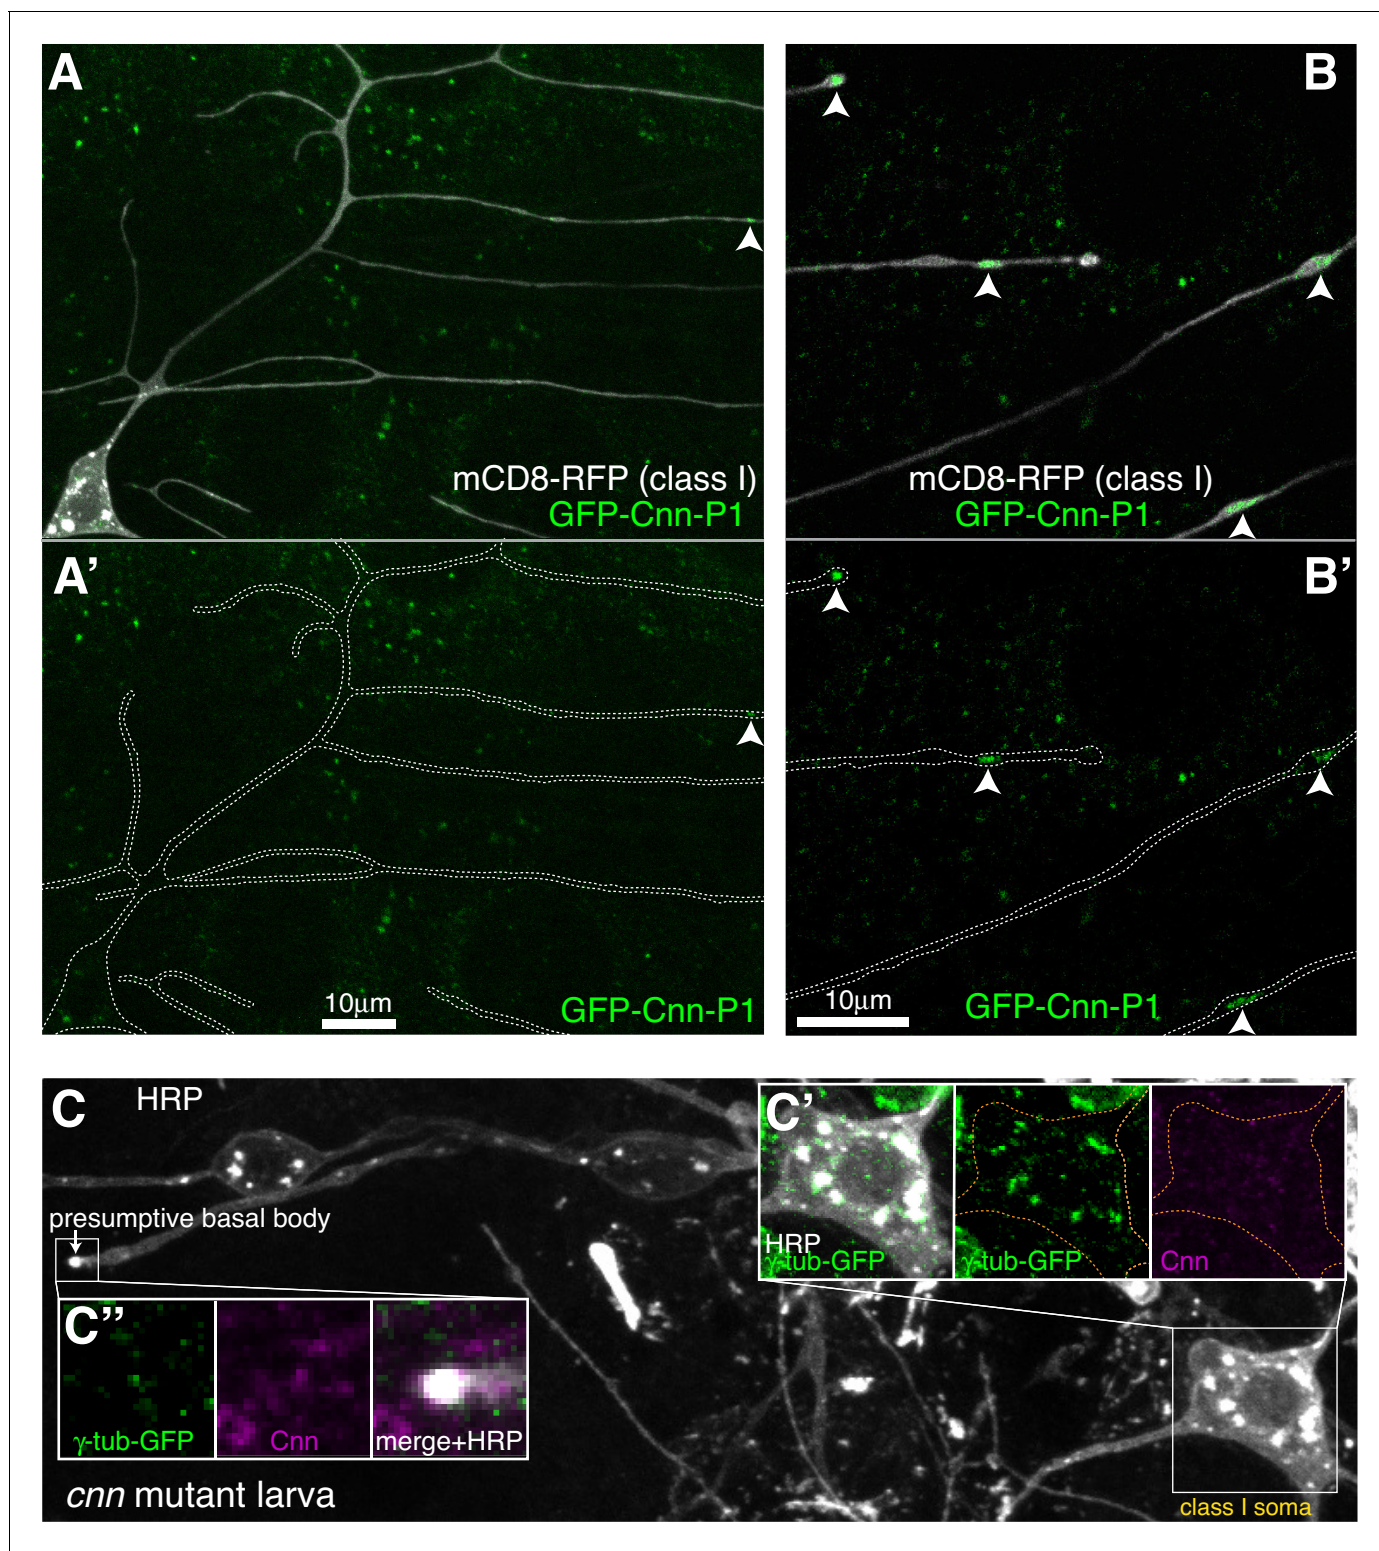 A
B
mCD8-RFP (class I)
GFP-Cnn-P1
mCD8-RFP (class I)
GFP-Cnn-P1
A’
B’
10μm
GFP-Cnn-P1
10μm
GFP-Cnn-P1
C
HRP
C’
HRP
γ-tub-GFP
γ-tub-GFP
Cnn
presumptive basal body
C’’
γ-tub-GFP
Cnn
merge+HRP
cnn mutant larva
class I soma